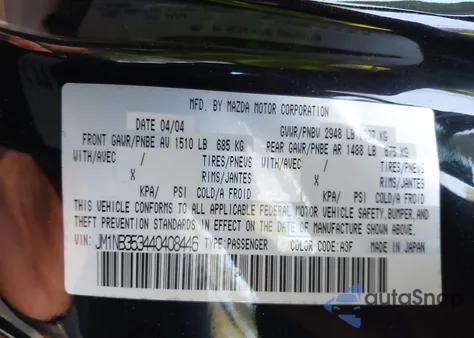 MFD. BY MAZDA MOTOR CORPORATION
DATE 04/04 GVWR/PNBV 2948 LB KG
FRONT GAWR/PNBE AV 1510 LB 685 KG REAR GAWR/PNBE AR 1488 LB 675 KG
WITH/AVEC / TIRES/PNEUS WITH/AVEC / TIRES/PNEUS
X RIMS/JANTES X RIMS/JANTES
KPA/ PSI COLD/A FROID KPA/ PSI COLD/A FROID
THIS VEHICLE CONFORMS TO ALL APPLICABLE FEDERAL MOTOR VEHICLE SAFETY, BUMPER, AND
THEFT PREVENTION STANDARDS IN EFFECT ON THE DATE OF MANUFACTURE SHOWN ABOVE.
VIN: JM1NB353440408446 TYPE:PASSENGER COLOR CODE:A3F MADE IN JAPAN
autoSnap